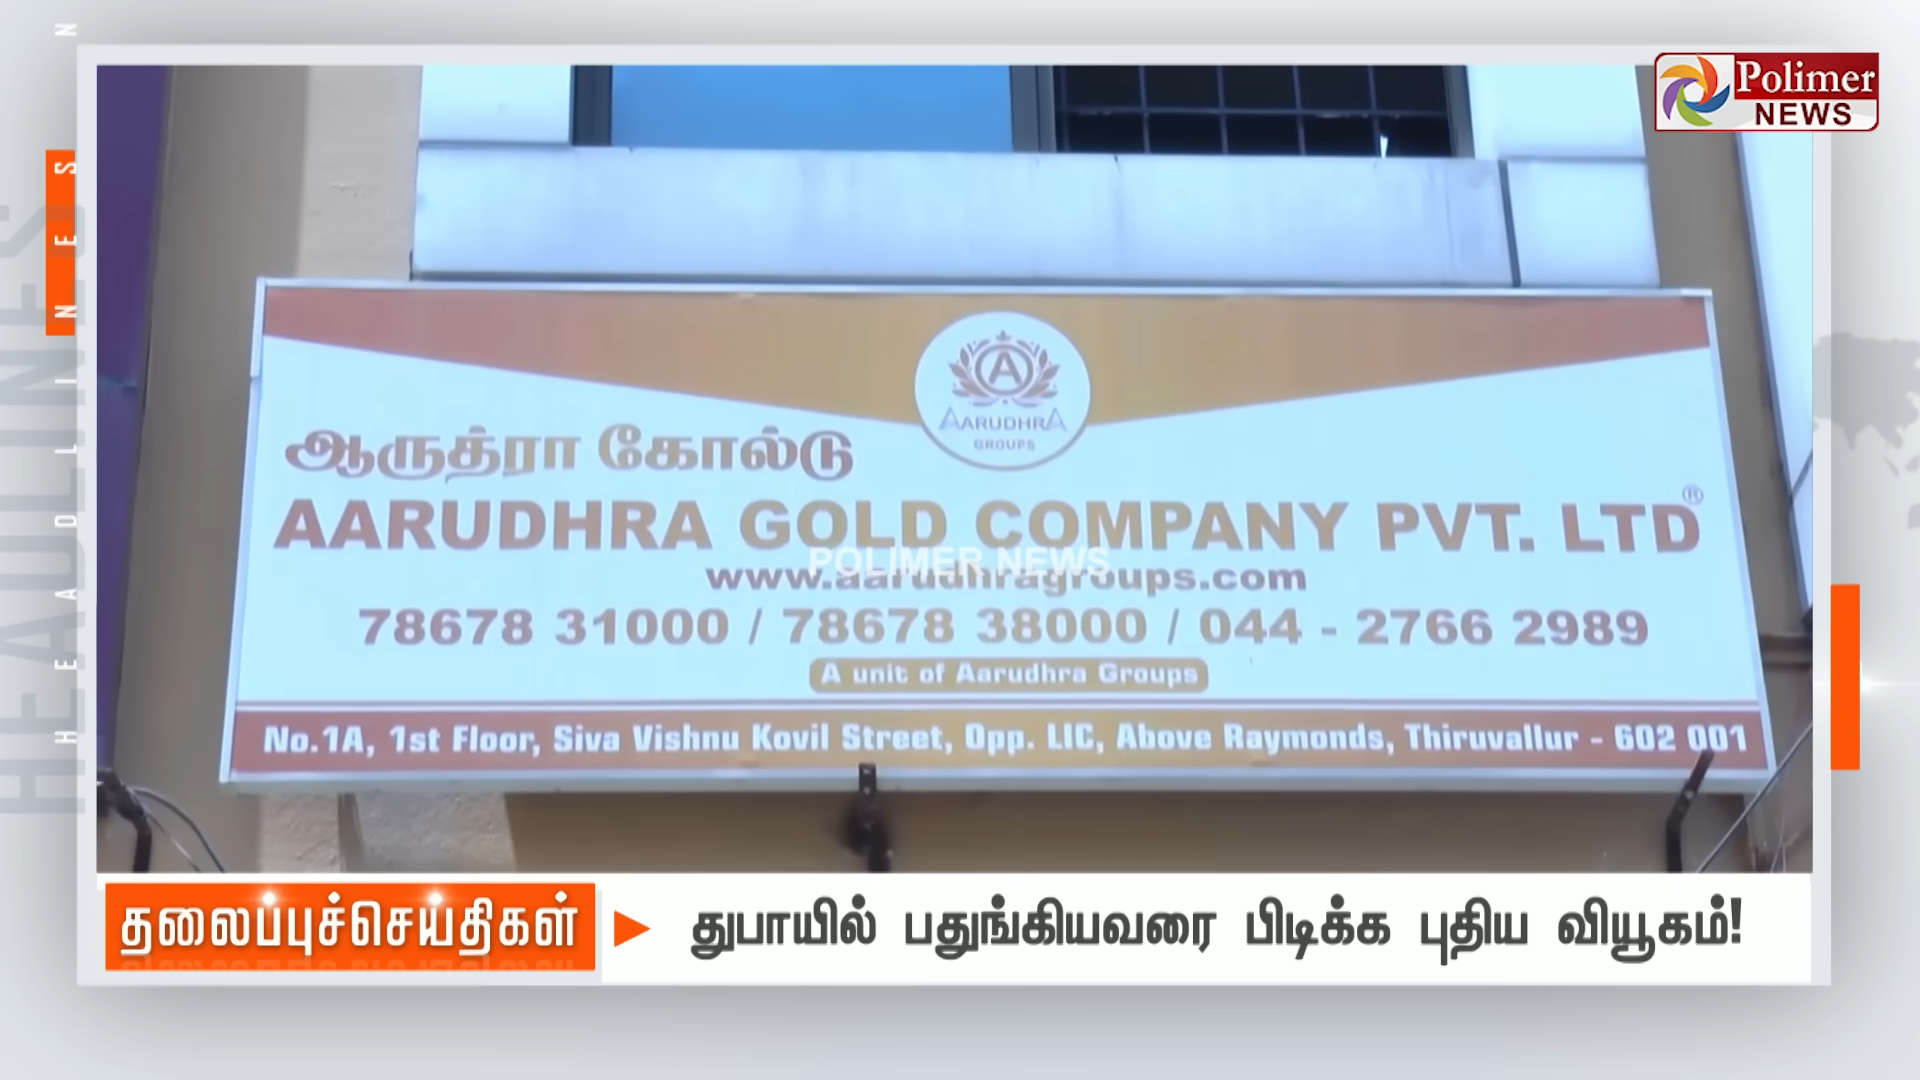 HEADLINES
HEADLINES NEWS
Polimer
NEWS
A
AARUDHRA
GROUPS
ஆருத்ரா கோல்டு
AARUDHRA GOLD COMPANY PVT. LTD®
POLIMER NEWS
www.aarudhragroups.com
78678 31000 / 78678 38000 / 044 - 2766 2989
A unit of Aarudhra Groups
No.1A, 1st Floor, Siva Vishnu Kovil Street, Opp. LIC, Above Raymonds, Thiruvallur - 602 001
தலைப்புச்செய்திகள் துபாயில் பதுங்கியவரை பிடிக்க புதிய வியூகம்!